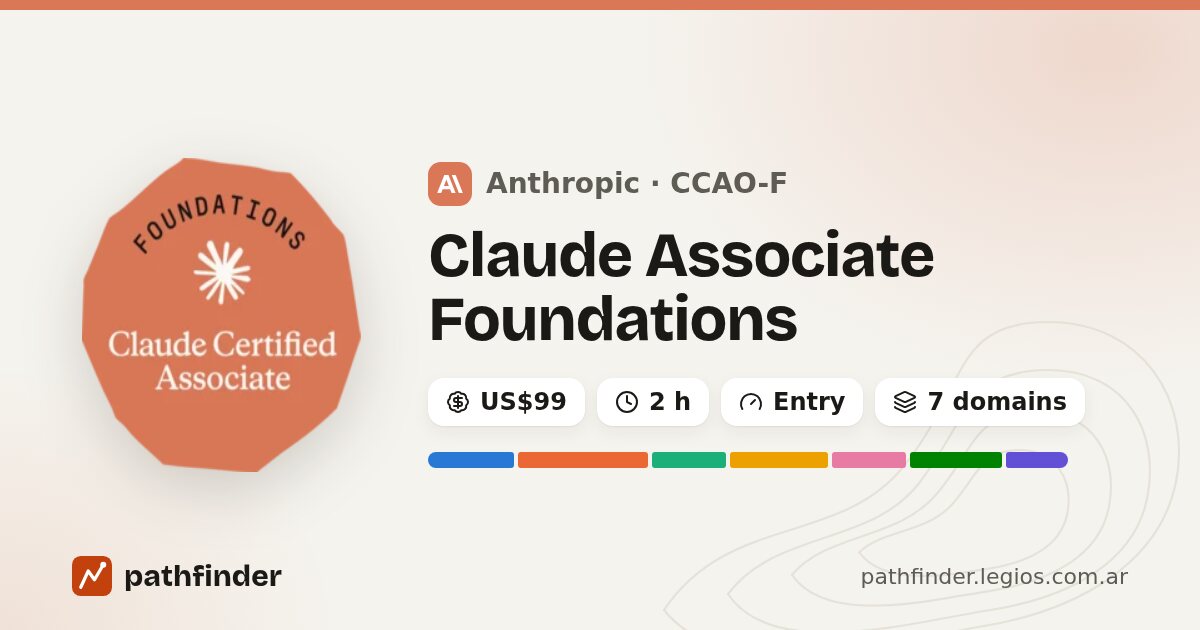 FOUNDATIONS
Claude Certified
Associate
Anthropic · CCAO-F
Claude Associate
Foundations
US$99
2 h
Entry
7 domains
pathfinder
pathfinder.legios.com.ar